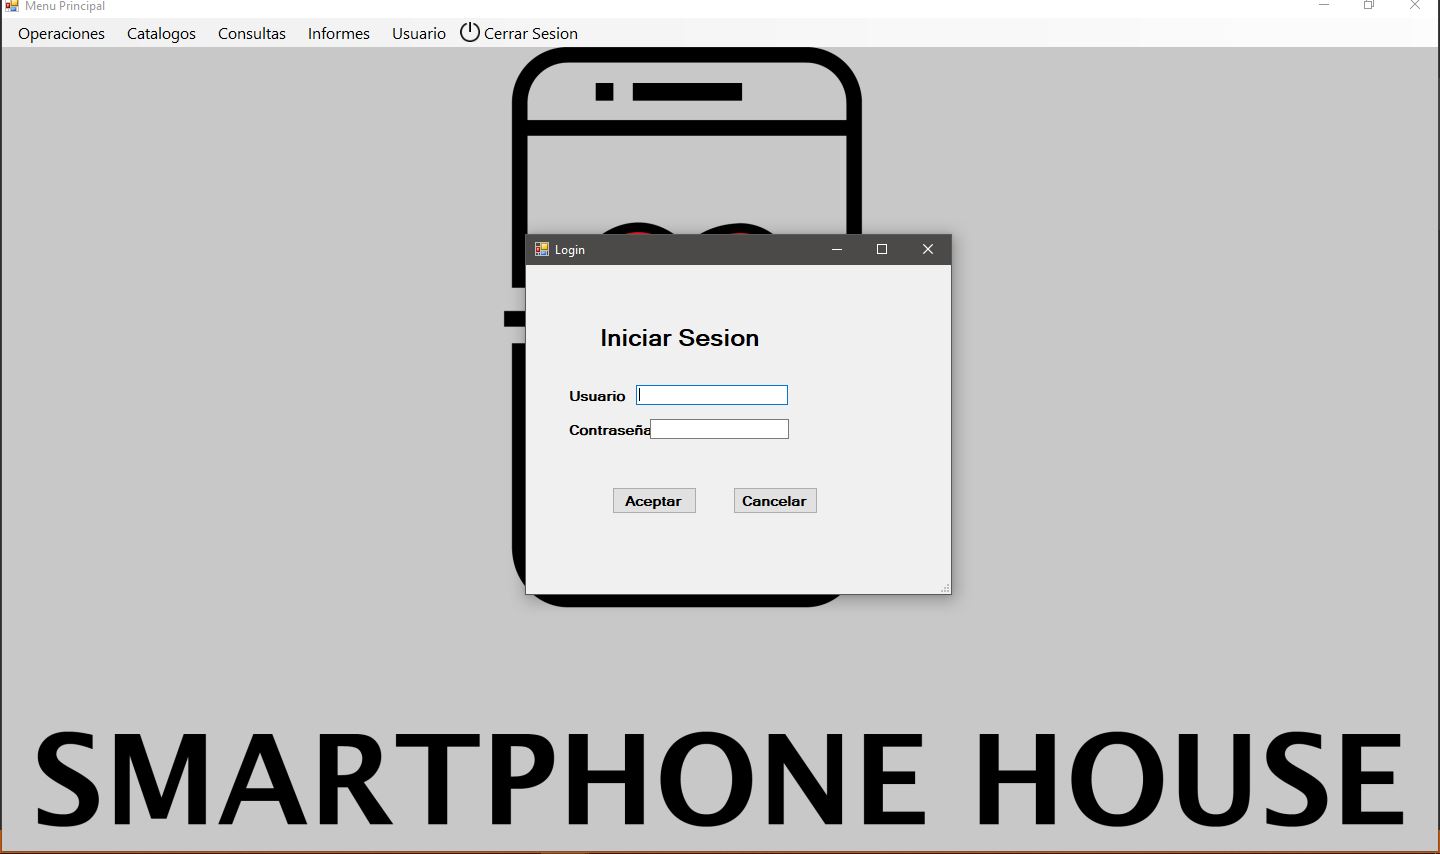 Menu Principal
Operaciones Catalogos Consultas Informes Usuario Cerrar Sesion
Login
Iniciar Sesion
Usuario
Contraseña
Aceptar Cancelar
SMARTPHONE HOUSE